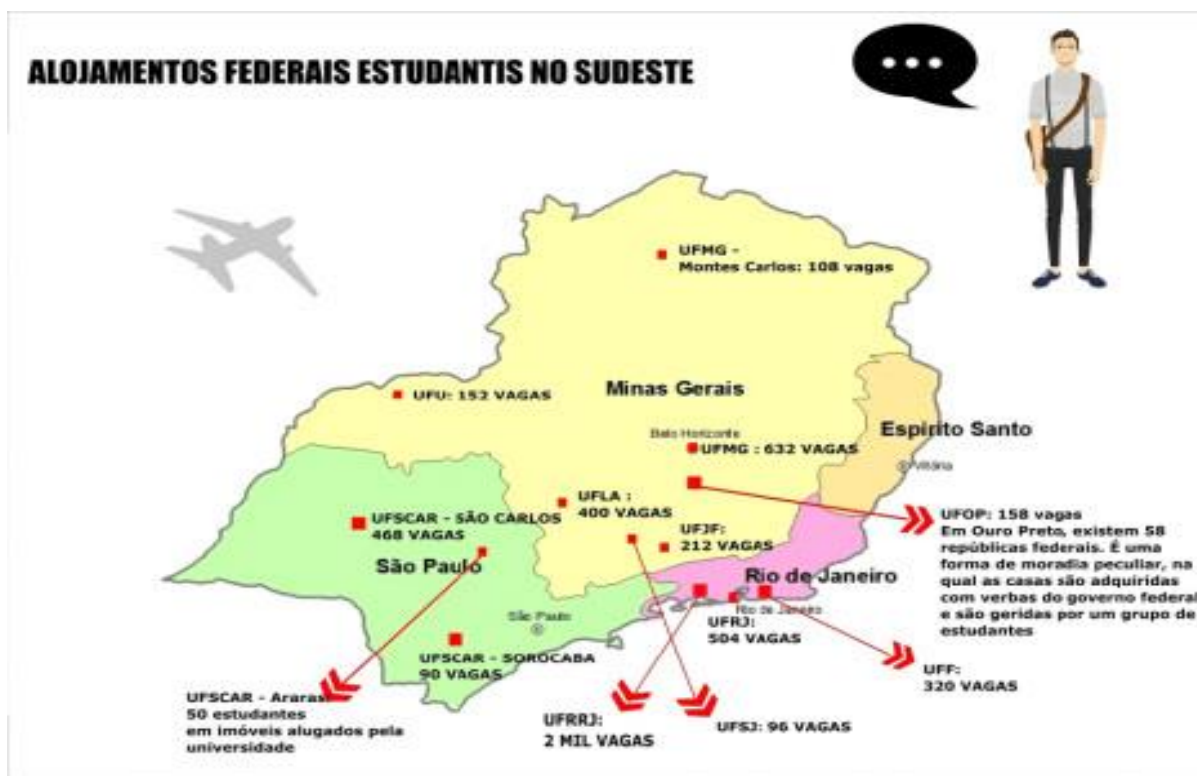 ALOJAMENTOS FEDERAIS ESTUDANTIS NO SUDESTE
UFMG -
Montes Carlos: 108 vagas
UFU: 152 VAGAS
Minas Gerais
Belo Horizonte
UFMG : 632 VAGAS
Espírito Santo
Vitória
UFLA :
400 VAGAS
UFSCAR - SÃO CARLOS
468 VAGAS
UFJF:
212 VAGAS
UFOP: 158 vagas
Em Ouro Preto, existem 58
repúblicas federais. É uma
forma de moradia peculiar, na
qual as casas são adquiridas
com verbas do governo federal
e são geridas por um grupo de
estudantes
São Paulo
Rio de Janeiro
Rio de Janeiro
São Paulo
UFRJ:
504 VAGAS
UFSCAR - SOROCABA
90 VAGAS
UFF:
320 VAGAS
UFSCAR - Araras:
50 estudantes
em imóveis alugados pela
universidade
UFRRJ:
2 MIL VAGAS
UFSJ: 96 VAGAS